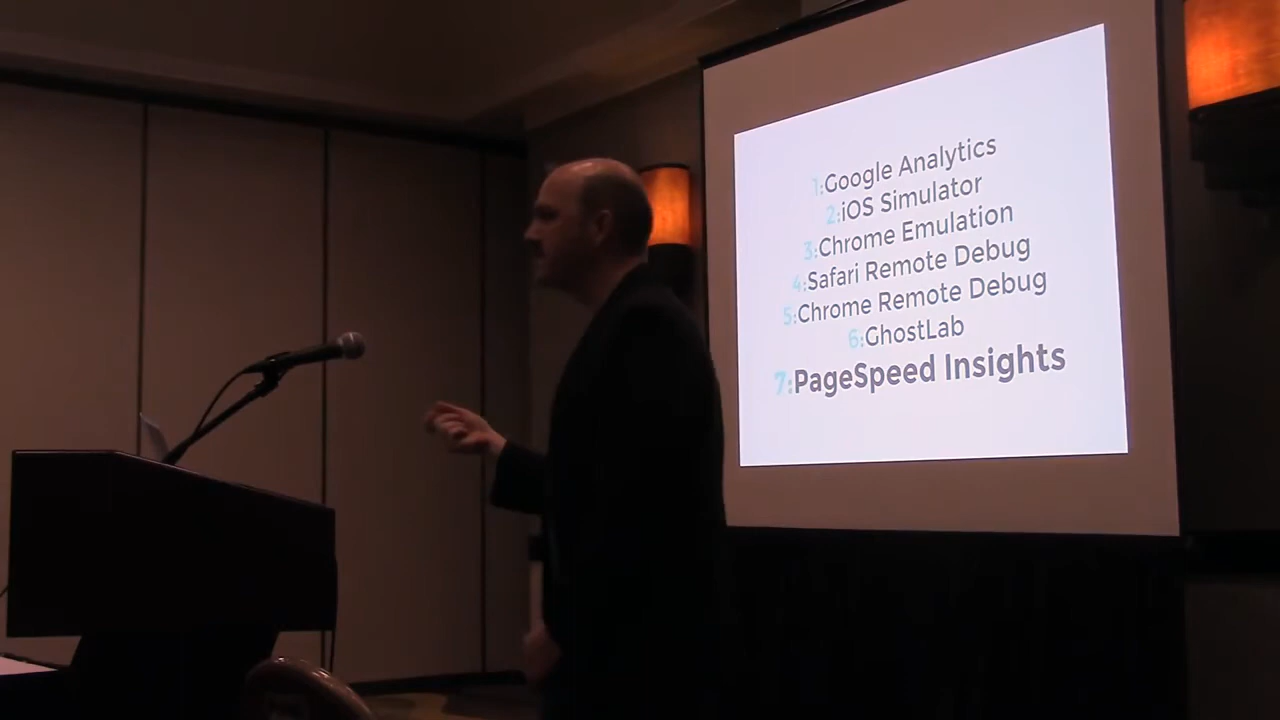 1:Google Analytics
2:iOS Simulator
3:Chrome Emulation
4:Safari Remote Debug
5:Chrome Remote Debug
6:GhostLab
7:PageSpeed Insights